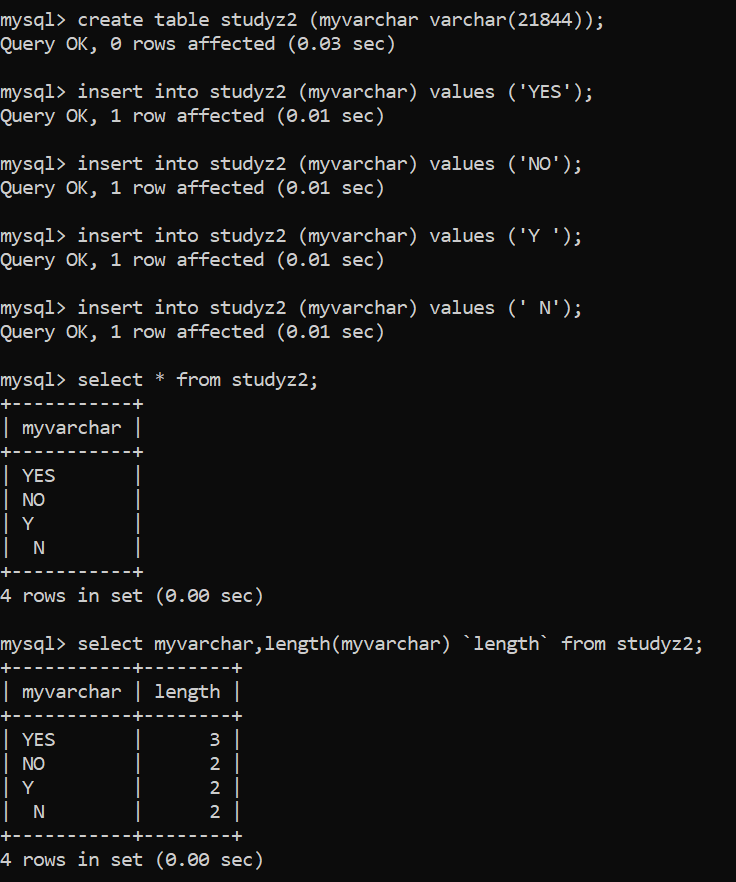 mysql> create table studyz2 (myvarchar varchar(21844));
Query OK, 0 rows affected (0.03 sec)

mysql> insert into studyz2 (myvarchar) values ('YES');
Query OK, 1 row affected (0.01 sec)

mysql> insert into studyz2 (myvarchar) values ('NO');
Query OK, 1 row affected (0.01 sec)

mysql> insert into studyz2 (myvarchar) values ('Y ');
Query OK, 1 row affected (0.01 sec)

mysql> insert into studyz2 (myvarchar) values (' N');
Query OK, 1 row affected (0.01 sec)

mysql> select * from studyz2;
+-----------+
| myvarchar |
+-----------+
| YES       |
| NO        |
| Y         |
|  N        |
+-----------+
4 rows in set (0.00 sec)

mysql> select myvarchar,length(myvarchar) `length` from studyz2;
+-----------+--------+
| myvarchar | length |
+-----------+--------+
| YES       |      3 |
| NO        |      2 |
| Y         |      2 |
|  N        |      2 |
+-----------+--------+
4 rows in set (0.00 sec)